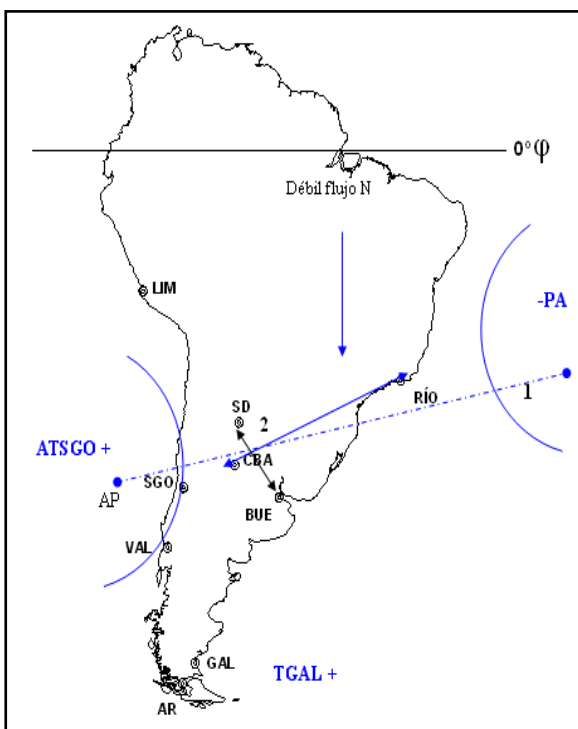 0° φ
Débil flujo N
LIM
-PA
RÍO
1
SD
2
ATSGO +
CBA
SGO
AP
BUE
VAL
GAL
TGAL +
AR